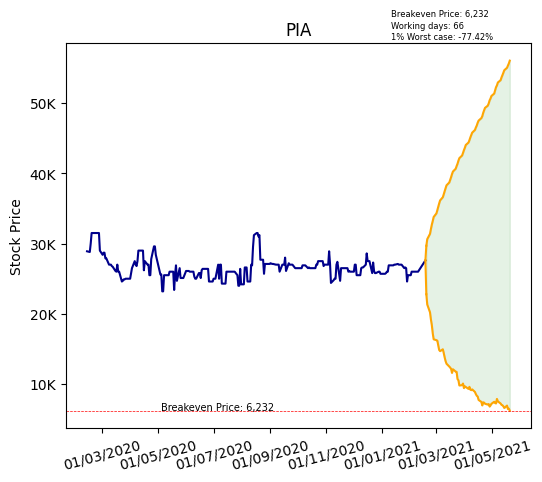 Breakeven Price: 6,232
Working days: 66
1% Worst case: -77.42%
PIA
Stock Price
50K
40K
30K
20K
10K
Breakeven Price: 6,232
01/03/2020
01/05/2020
01/07/2020
01/09/2020
01/11/2020
01/01/2021
01/03/2021
01/05/2021